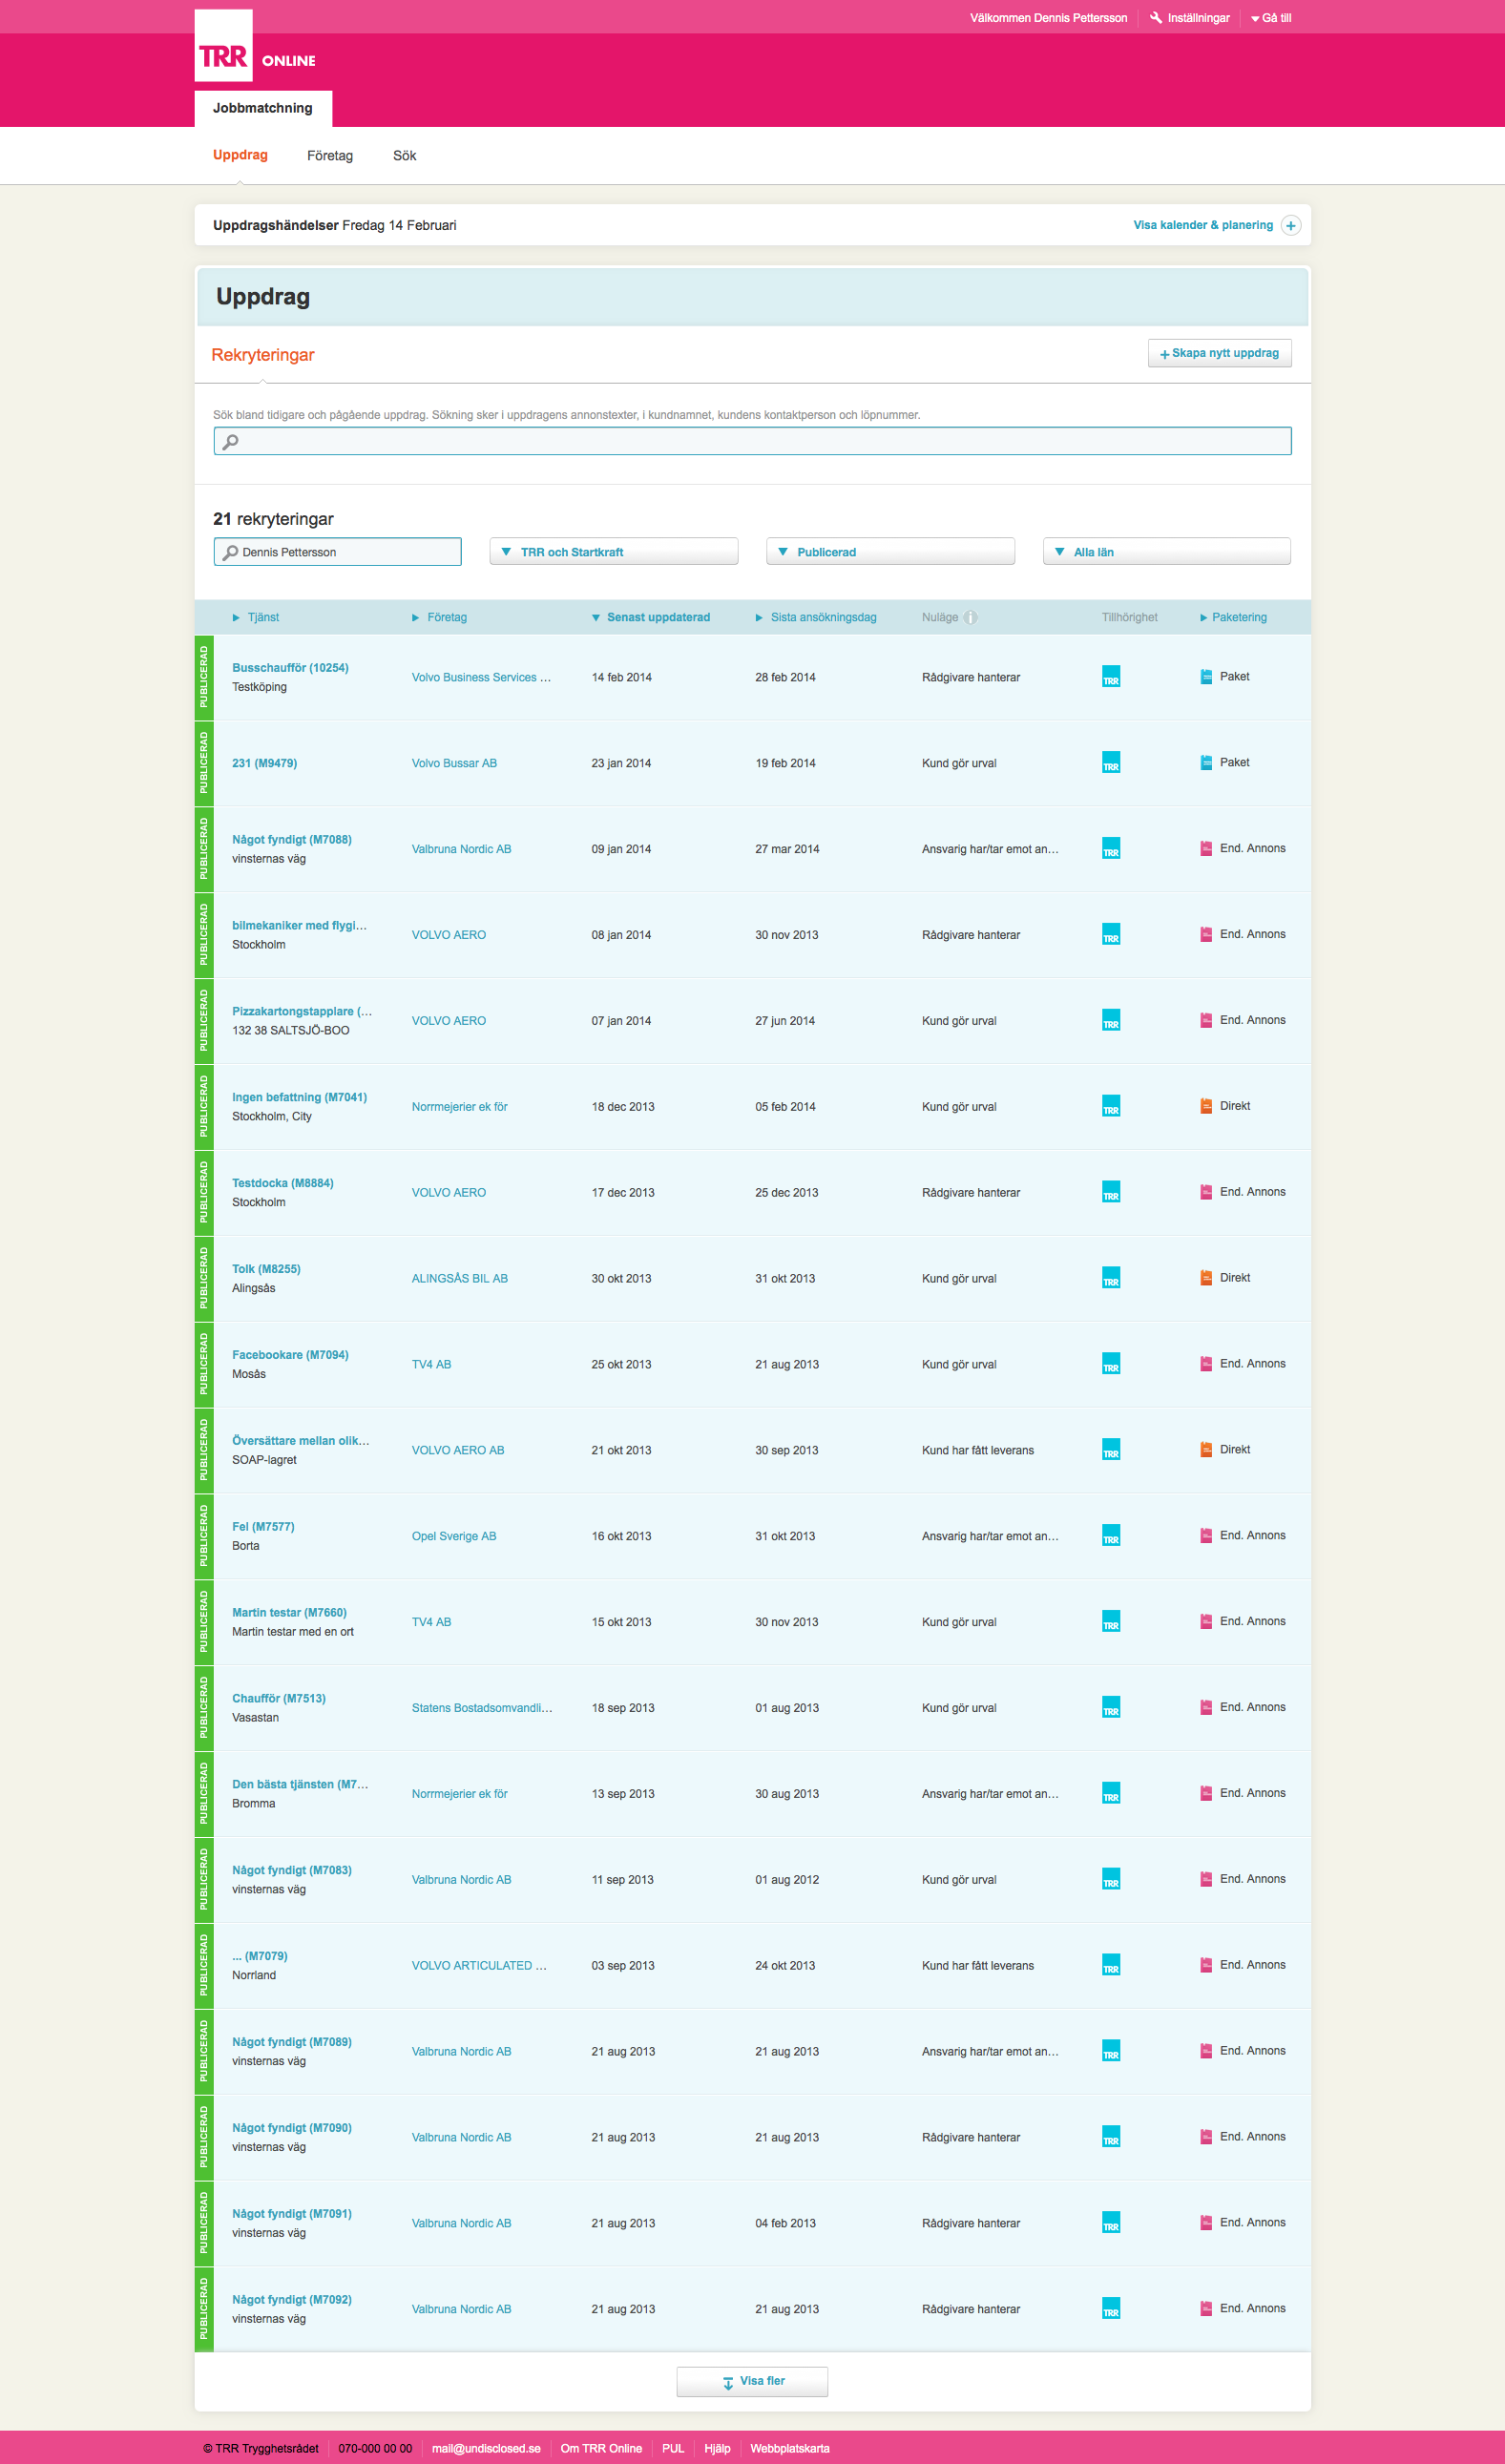 Välkommen Dennis Pettersson Inställningar Gå till
TRR ONLINE
Jobbmatchning
Uppdrag Företag Sök
Uppdragshändelser Fredag 14 Februari Visa kalender & planering
Uppdrag
Rekryteringar Skapa nytt uppdrag
Sök bland tidigare och pågående uppdrag. Sökning sker i uppdragens annonstexter, i kundnamnet, kundens kontaktperson och löpnummer.
21 rekryteringar
Dennis Pettersson TRR och Startkraft Publicerad Alla län
Tjänst Företag Senast uppdaterad Sista ansökningsdag Nuläge Tillhörighet Paketering
PUBLICERAD
Busschaufför (10254)
Testköping
Volvo Business Services ... 14 feb 2014 28 feb 2014 Rådgivare hanterar TRR Paket
PUBLICERAD
231 (M9479) Volvo Bussar AB 23 jan 2014 19 feb 2014 Kund gör urval TRR Paket
PUBLICERAD
Något fyndigt (M7088)
vinsternas väg
Valbruna Nordic AB 09 jan 2014 27 mar 2014 Ansvarig har/tar emot an... TRR End. Annons
PUBLICERAD
bilmekaniker med flygi...
Stockholm
VOLVO AERO 08 jan 2014 30 nov 2013 Rådgivare hanterar TRR End. Annons
PUBLICERAD
Pizzakartongstapplare (...
132 38 SALTSJÖ-BOO
VOLVO AERO 07 jan 2014 27 jun 2014 Kund gör urval TRR End. Annons
PUBLICERAD
Ingen befattning (M7041)
Stockholm, City
Norrmejerier ek för 18 dec 2013 05 feb 2014 Kund gör urval TRR Direkt
PUBLICERAD
Testdocka (M8884)
Stockholm
VOLVO AERO 17 dec 2013 25 dec 2013 Rådgivare hanterar TRR End. Annons
PUBLICERAD
Tolk (M8255)
Alingsås
ALINGSÅS BIL AB 30 okt 2013 31 okt 2013 Kund gör urval TRR Direkt
PUBLICERAD
Facebookare (M7094)
Mosås
TV4 AB 25 okt 2013 21 aug 2013 Kund gör urval TRR End. Annons
PUBLICERAD
Översättare mellan olik...
SOAP-lagret
VOLVO AERO AB 21 okt 2013 30 sep 2013 Kund har fått leverans TRR Direkt
PUBLICERAD
Fel (M7577)
Borta
Opel Sverige AB 16 okt 2013 31 okt 2013 Ansvarig har/tar emot an... TRR End. Annons
PUBLICERAD
Martin testar (M7660)
Martin testar med en ort
TV4 AB 15 okt 2013 30 nov 2013 Kund gör urval TRR End. Annons
PUBLICERAD
Chaufför (M7513)
Vasastan
Statens Bostadsomvandli... 18 sep 2013 01 aug 2013 Kund gör urval TRR End. Annons
PUBLICERAD
Den bästa tjänsten (M7...
Bromma
Norrmejerier ek för 13 sep 2013 30 aug 2013 Ansvarig har/tar emot an... TRR End. Annons
PUBLICERAD
Något fyndigt (M7083)
vinsternas väg
Valbruna Nordic AB 11 sep 2013 01 aug 2012 Kund gör urval TRR End. Annons
PUBLICERAD
... (M7079)
Norrland
VOLVO ARTICULATED ... 03 sep 2013 24 okt 2013 Kund har fått leverans TRR End. Annons
PUBLICERAD
Något fyndigt (M7089)
vinsternas väg
Valbruna Nordic AB 21 aug 2013 21 aug 2013 Ansvarig har/tar emot an... TRR End. Annons
PUBLICERAD
Något fyndigt (M7090)
vinsternas väg
Valbruna Nordic AB 21 aug 2013 21 aug 2013 Rådgivare hanterar TRR End. Annons
PUBLICERAD
Något fyndigt (M7091)
vinsternas väg
Valbruna Nordic AB 21 aug 2013 04 feb 2013 Rådgivare hanterar TRR End. Annons
PUBLICERAD
Något fyndigt (M7092)
vinsternas väg
Valbruna Nordic AB 21 aug 2013 21 aug 2013 Rådgivare hanterar TRR End. Annons
Visa fler
© TRR Trygghetsrådet 070-000 00 00 mail@undisclosed.se Om TRR Online PUL Hjälp Webbplatskarta